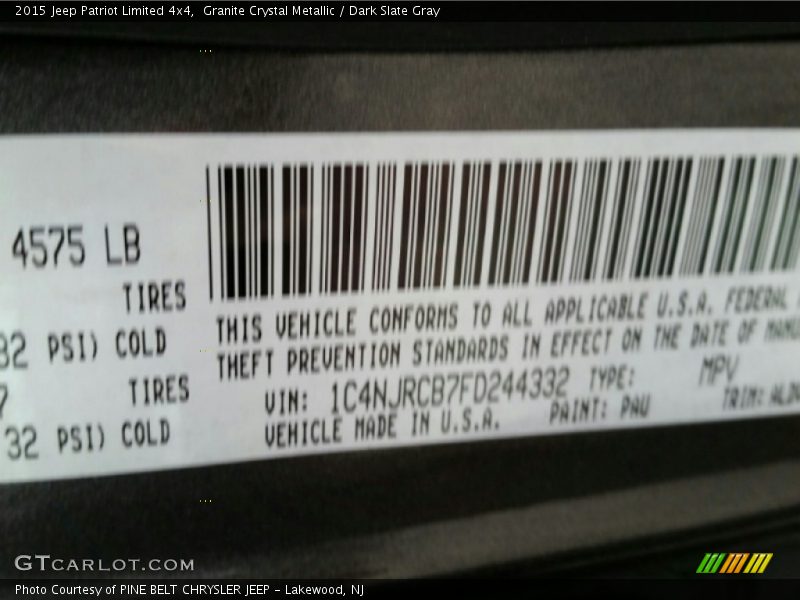 2015 Jeep Patriot Limited 4x4,  Granite Crystal Metallic / Dark Slate Gray
4575 LB
TIRES
32 PSI) COLD
TIRES
32 PSI) COLD
THIS VEHICLE CONFORMS TO ALL APPLICABLE U.S.A. FEDERAL
THEFT PREVENTION STANDARDS IN EFFECT ON THE DATE OF
VIN: 1C4NJRCB7FD244332 TYPE: MPV
VEHICLE MADE IN U.S.A. PAINT: PAU TRIM:
GTCARLOT.COM
Photo Courtesy of PINE BELT CHRYSLER JEEP - Lakewood, NJ